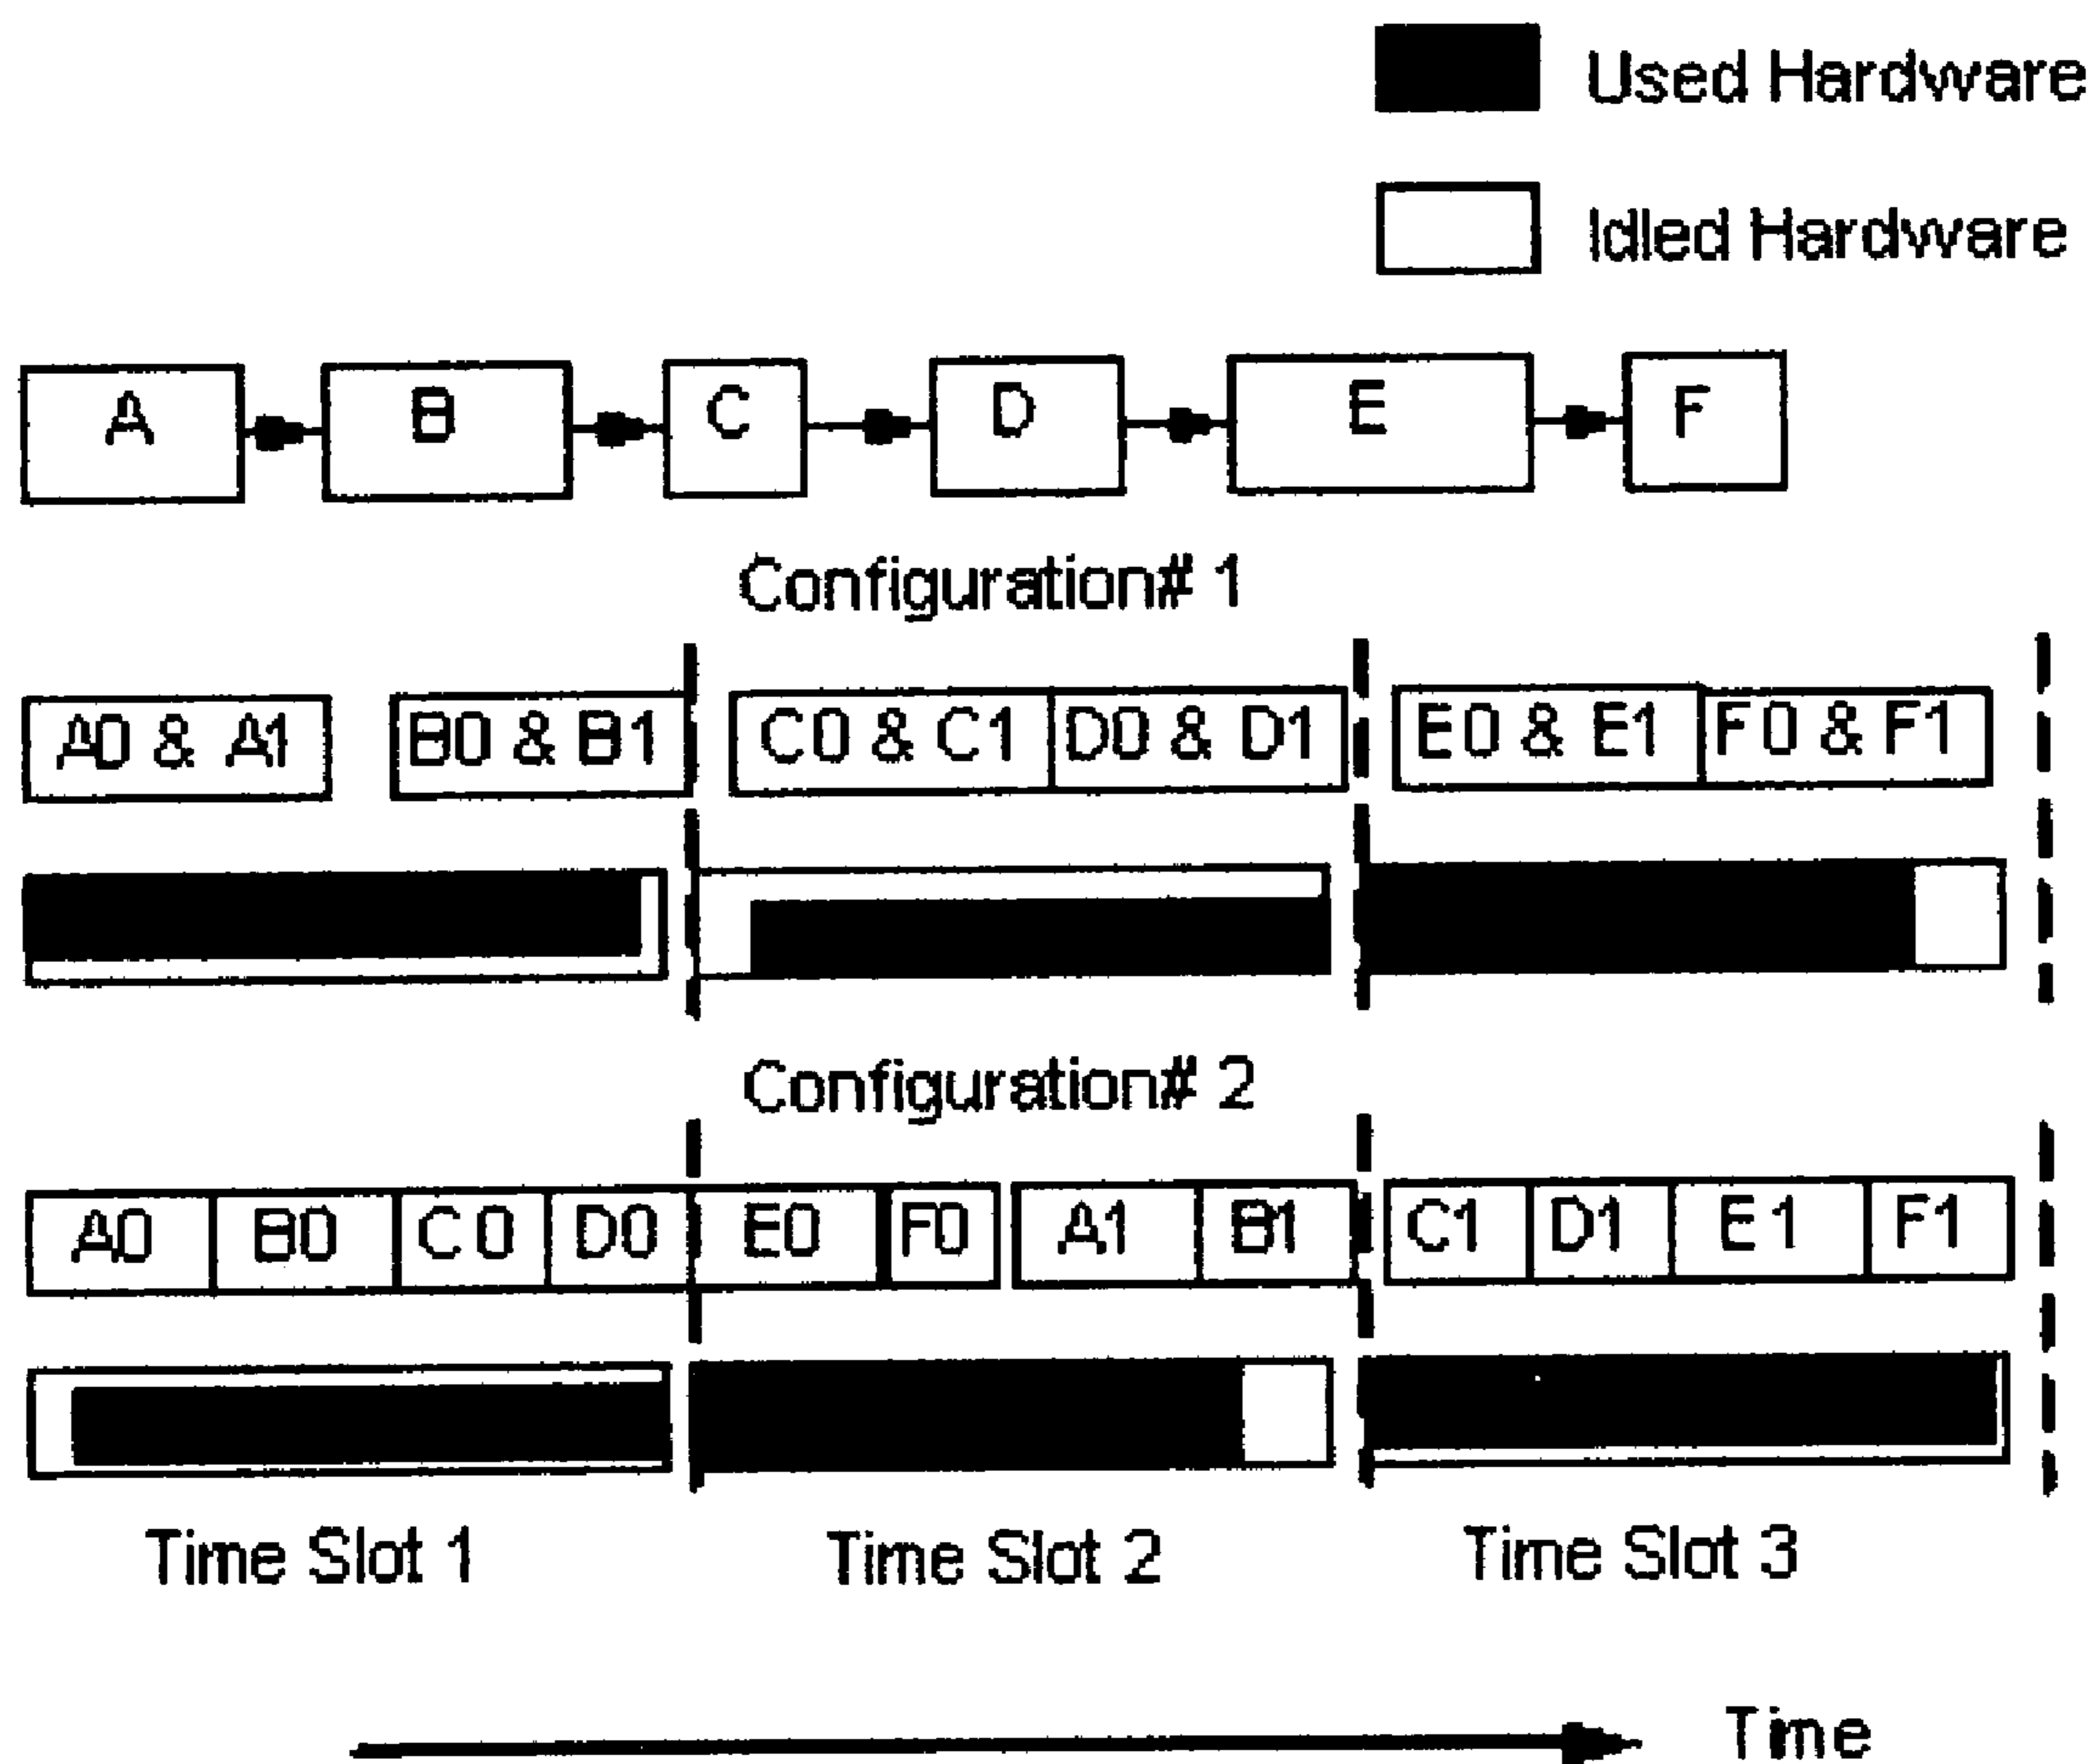 Used Hardware
Idled Hardware
A B C D E F
Configuration# 1
A0 & A1 B0 & B1 C0 & C1 D0 & D1 E0 & E1 F0 & F1
Configuration# 2
A0 B0 C0 D0 E0 F0 A1 B1 C1 D1 E1 F1
Time Slot 1 Time Slot 2 Time Slot 3
Time